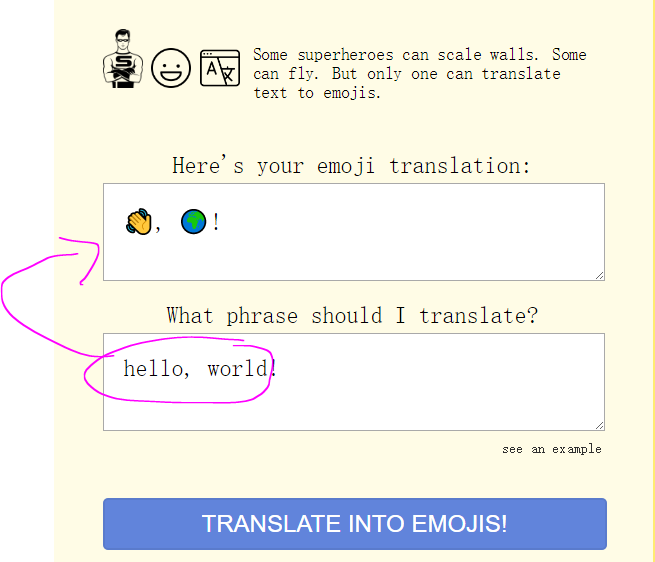 Some superheroes can scale walls. Some
can fly. But only one can translate
text to emojis.
Here's your emoji translation:
👏, 🌍!
What phrase should I translate?
hello, world!
see an example
TRANSLATE INTO EMOJIS!